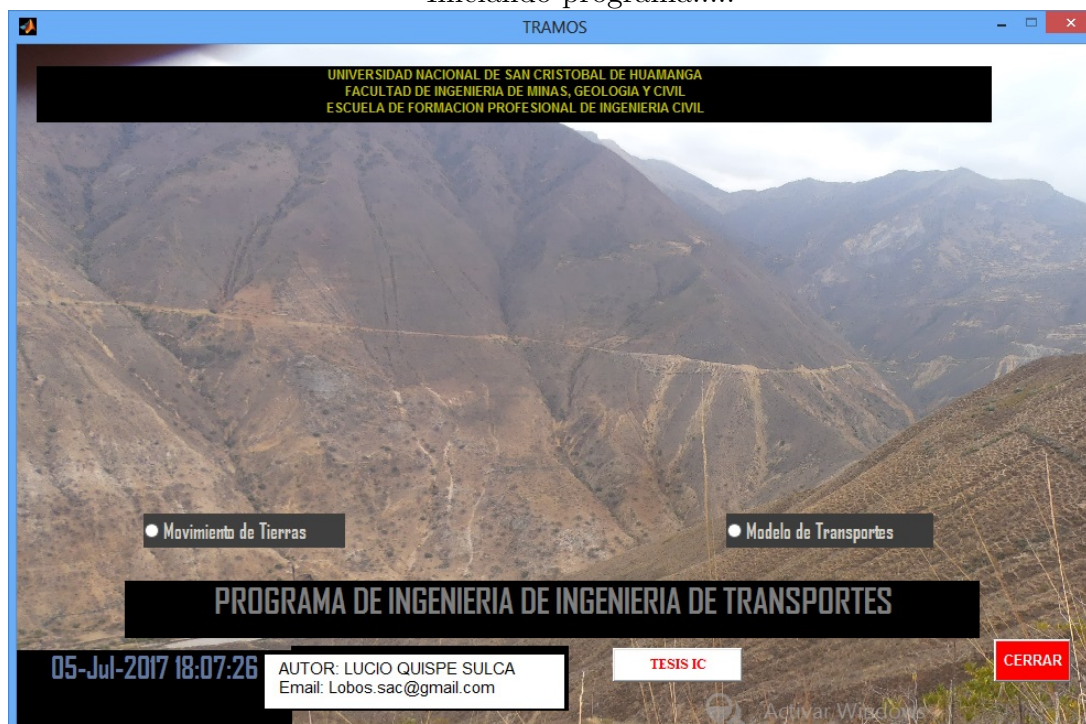 Iniciando programa.....
TRAMOS
UNIVERSIDAD NACIONAL DE SAN CRISTOBAL DE HUAMANGA
FACULTAD DE INGENIERIA DE MINAS, GEOLOGIA Y CIVIL
ESCUELA DE FORMACION PROFESIONAL DE INGENIERIA CIVIL
Movimiento de Tierras
Modelo de Transportes
PROGRAMA DE INGENIERIA DE INGENIERIA DE TRANSPORTES
05-Jul-2017 18:07:26
AUTOR: LUCIO QUISPE SULCA
Email: Lobos.sac@gmail.com
TESIS IC
CERRAR
Activar Windows